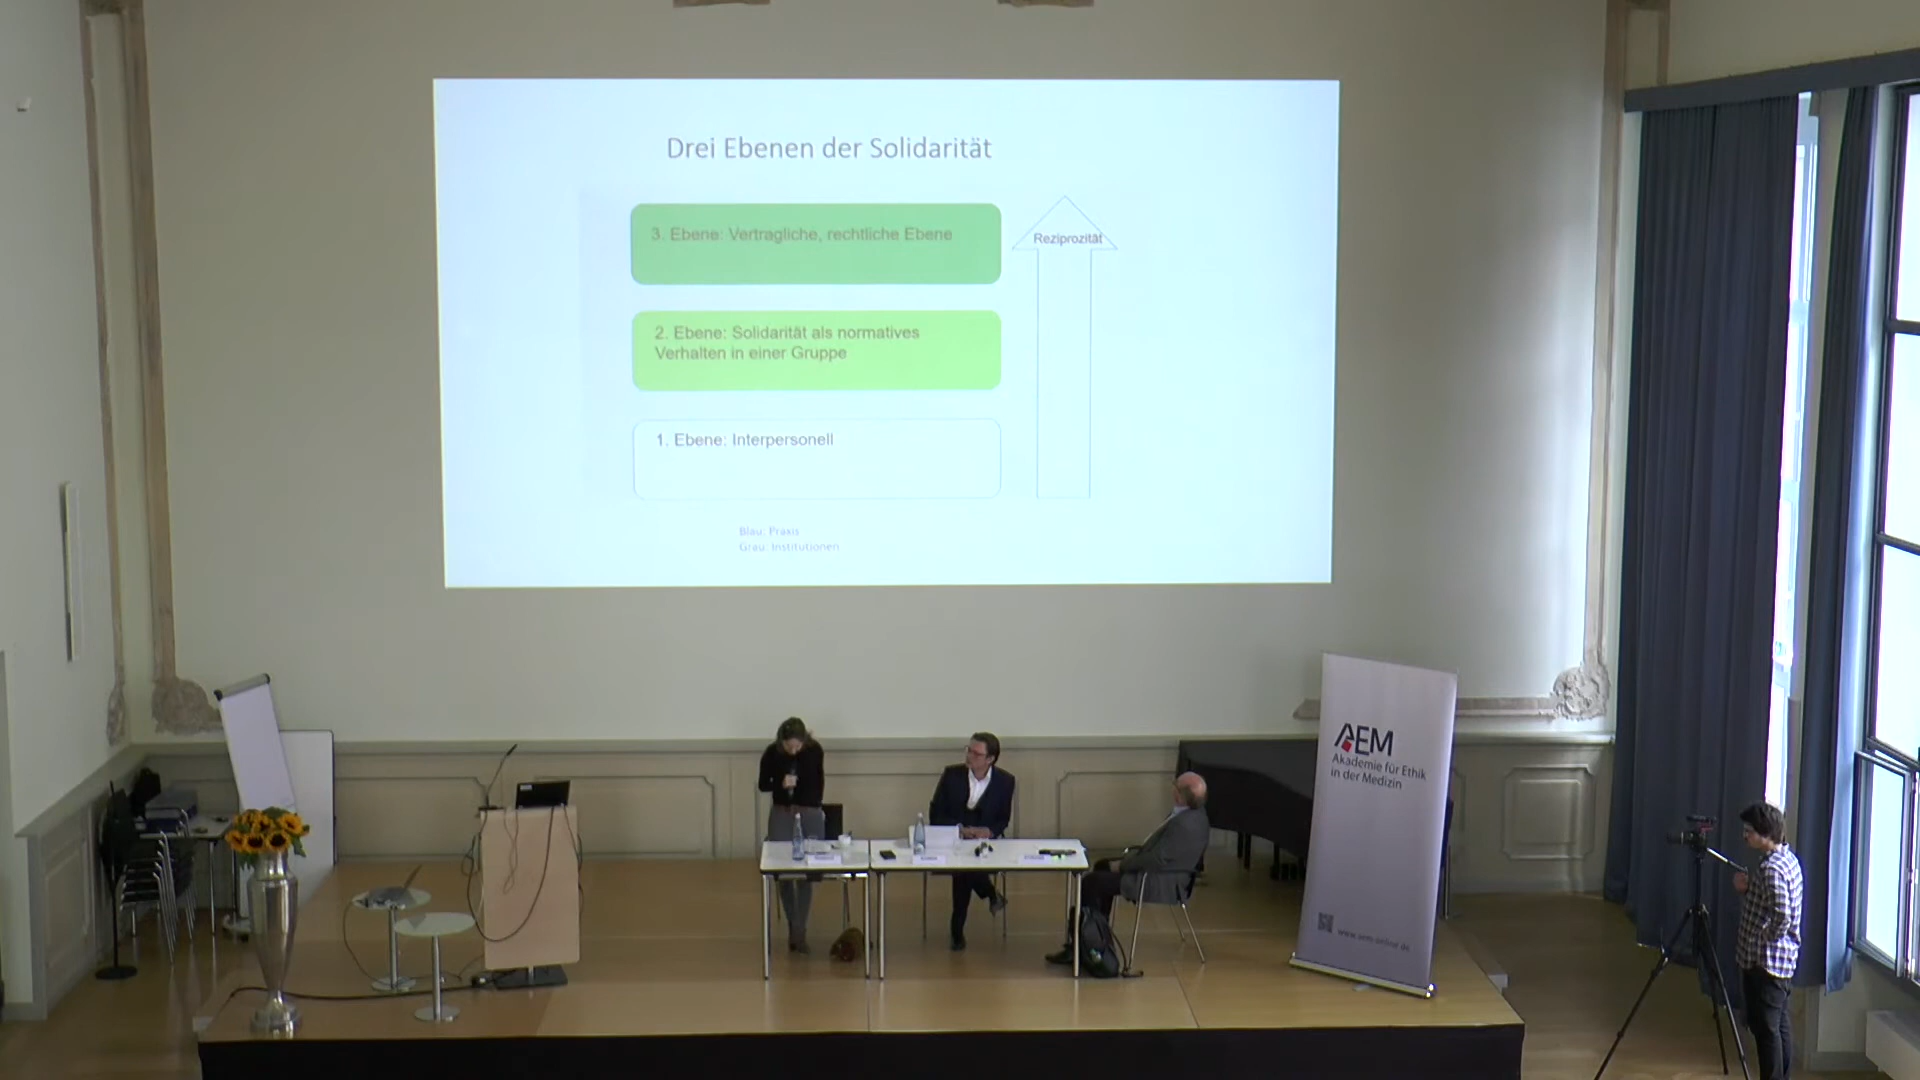 Drei Ebenen der Solidarität
3. Ebene: Vertragliche, rechtliche Ebene
Reziprozität
2. Ebene: Solidarität als normatives
Verhalten in einer Gruppe
1. Ebene: Interpersonell
Blau: Praxis
Grau: Institutionen
AEM
Akademie für Ethik
in der Medizin
www.aem-online.de